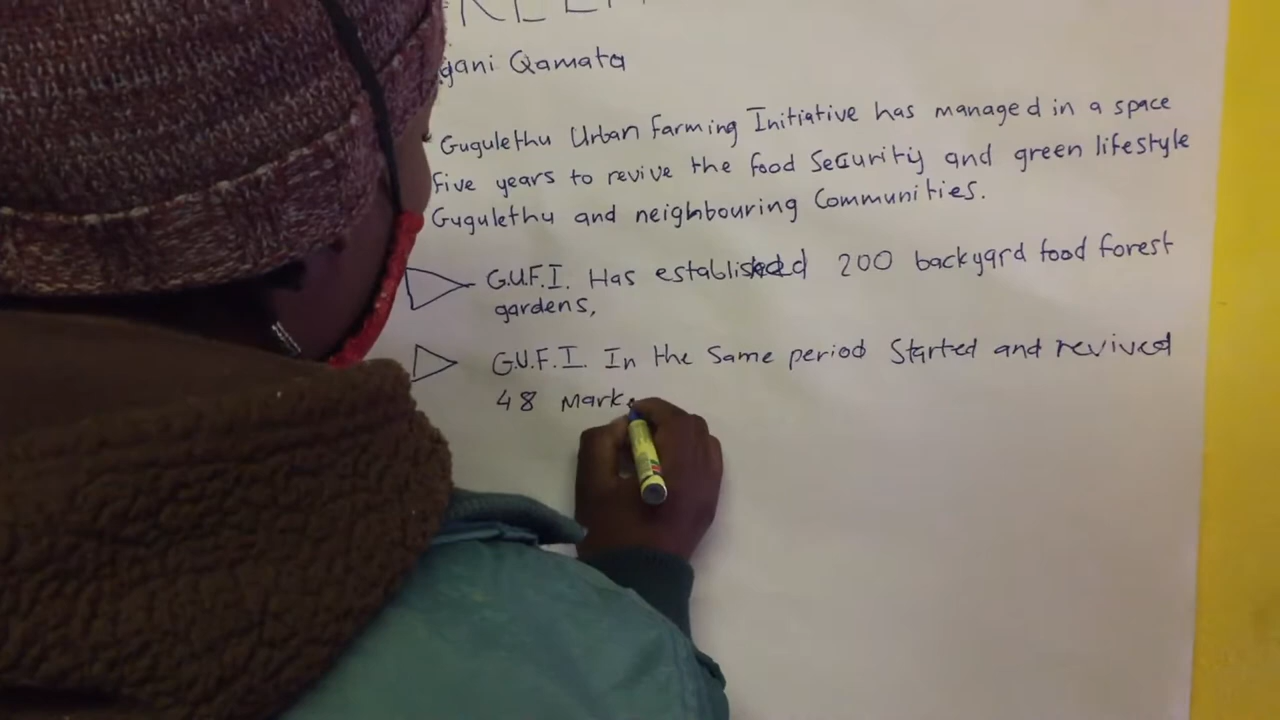 Qamata
Gugulethu Urban Farming Initiative has managed in a space
five years to revive the food Security and green lifestyle
Gugulethu and neighbouring Communities.
G.U.F.I. Has established 200 backyard food forest
gardens,
G.U.F.I. In the Same period Started and revived
48 Mark